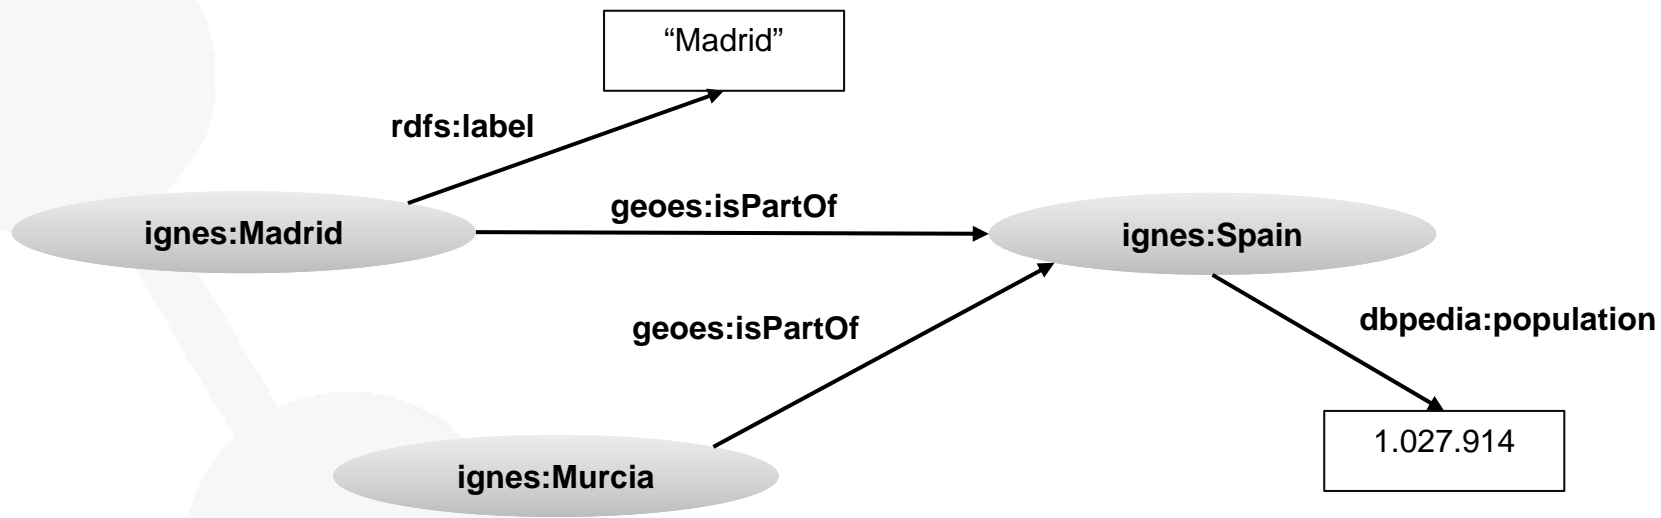 “Madrid”
rdfs:label
geoes:isPartOf
ignes:Madrid
ignes:Spain
geoes:isPartOf
dbpedia:population
1.027.914
ignes:Murcia